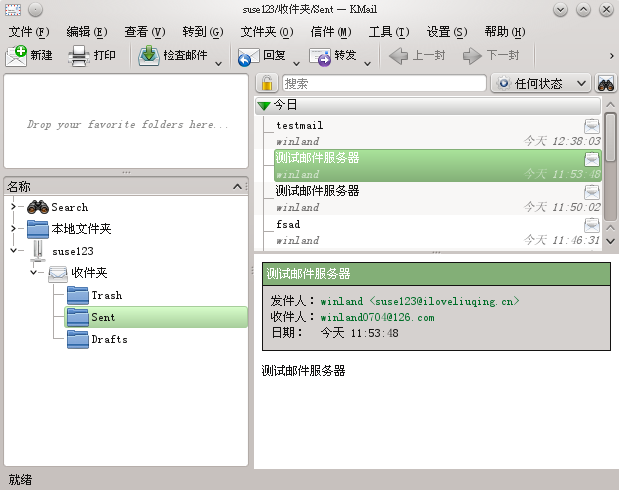 suse123/收件夹/Sent — KMail
文件(F) 编辑(E) 查看(V) 转到(G) 文件夹(O) 信件(M) 工具(T) 设置(S) 帮助(H)
新建 打印 检查邮件 回复 转发 上一封 下一封
Drop your favorite folders here...
名称
Search
本地文件夹
suse123
收件夹
Trash
Sent
Drafts
搜索 任何状态
今日
testmail
winland 今天 12:38:03
测试邮件服务器
winland 今天 11:53:48
测试邮件服务器
winland 今天 11:50:02
fsad
winland 今天 11:46:31
测试邮件服务器
发件人：winland <suse123@iloveliuqing.cn>
收件人：winland0704@126.com
日期： 今天 11:53:48
测试邮件服务器
就绪